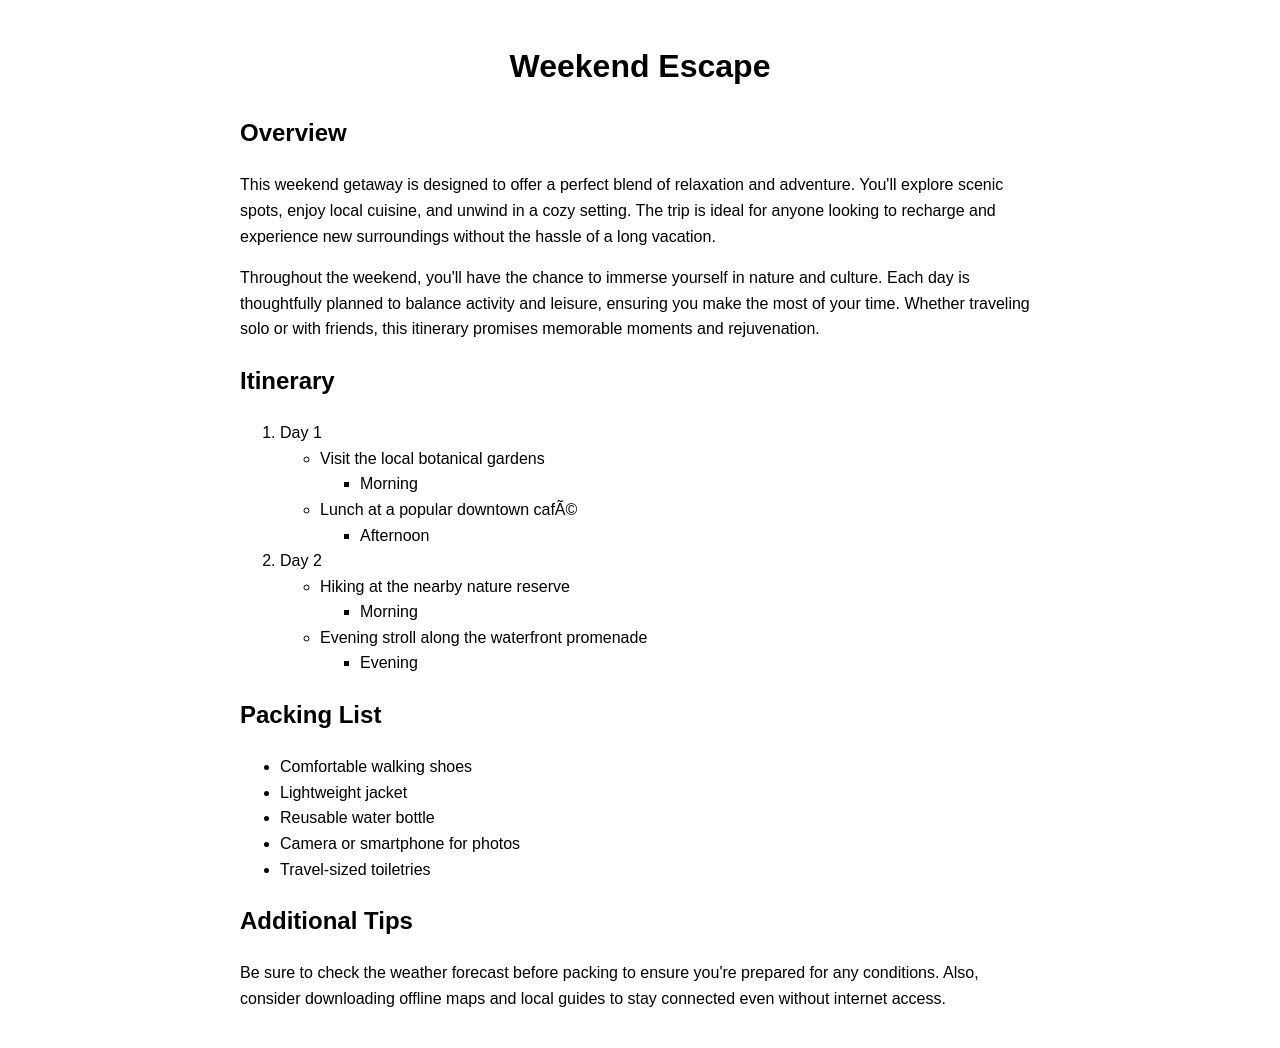 Weekend Escape
Overview
This weekend getaway is designed to offer a perfect blend of relaxation and adventure. You'll explore scenic
spots, enjoy local cuisine, and unwind in a cozy setting. The trip is ideal for anyone looking to recharge and
experience new surroundings without the hassle of a long vacation.
Throughout the weekend, you'll have the chance to immerse yourself in nature and culture. Each day is
thoughtfully planned to balance activity and leisure, ensuring you make the most of your time. Whether traveling
solo or with friends, this itinerary promises memorable moments and rejuvenation.
Itinerary
1. Day 1
◦ Visit the local botanical gardens
▪ Morning
◦ Lunch at a popular downtown cafÃ©
▪ Afternoon
2. Day 2
◦ Hiking at the nearby nature reserve
▪ Morning
◦ Evening stroll along the waterfront promenade
▪ Evening
Packing List
• Comfortable walking shoes
• Lightweight jacket
• Reusable water bottle
• Camera or smartphone for photos
• Travel-sized toiletries
Additional Tips
Be sure to check the weather forecast before packing to ensure you're prepared for any conditions. Also,
consider downloading offline maps and local guides to stay connected even without internet access.